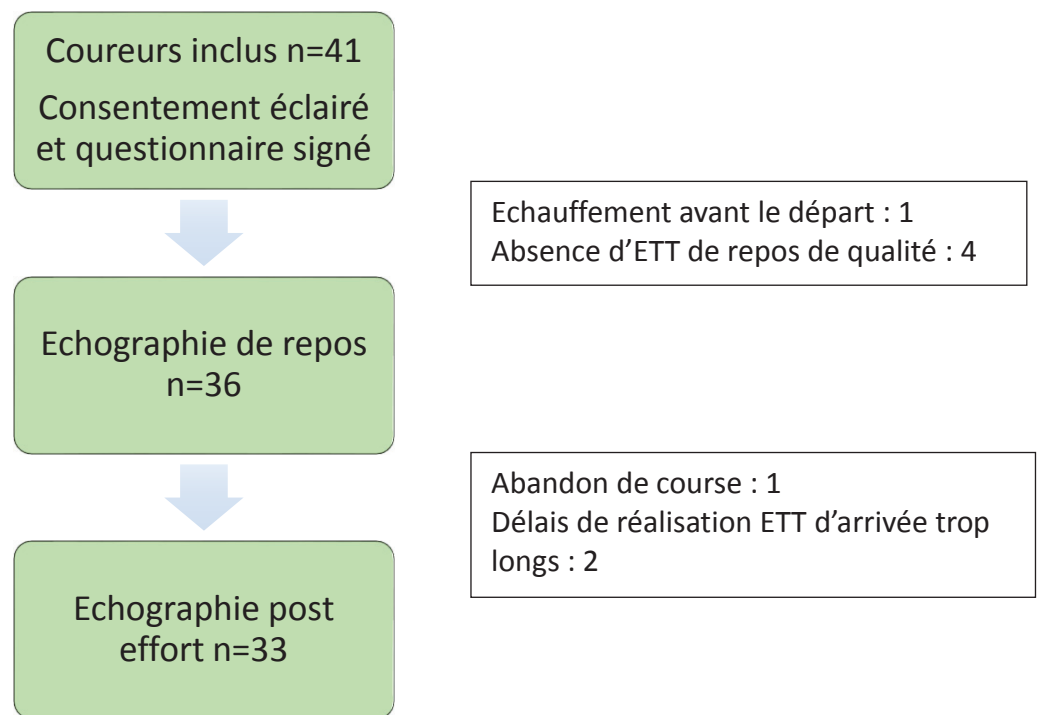 Coureurs inclus n=41
Consentement éclairé
et questionnaire signé
Echauffement avant le départ : 1
Absence d'ETT de repos de qualité : 4
Echographie de repos
n=36
Abandon de course : 1
Délais de réalisation ETT d'arrivée trop
longs : 2
Echographie post
effort n=33